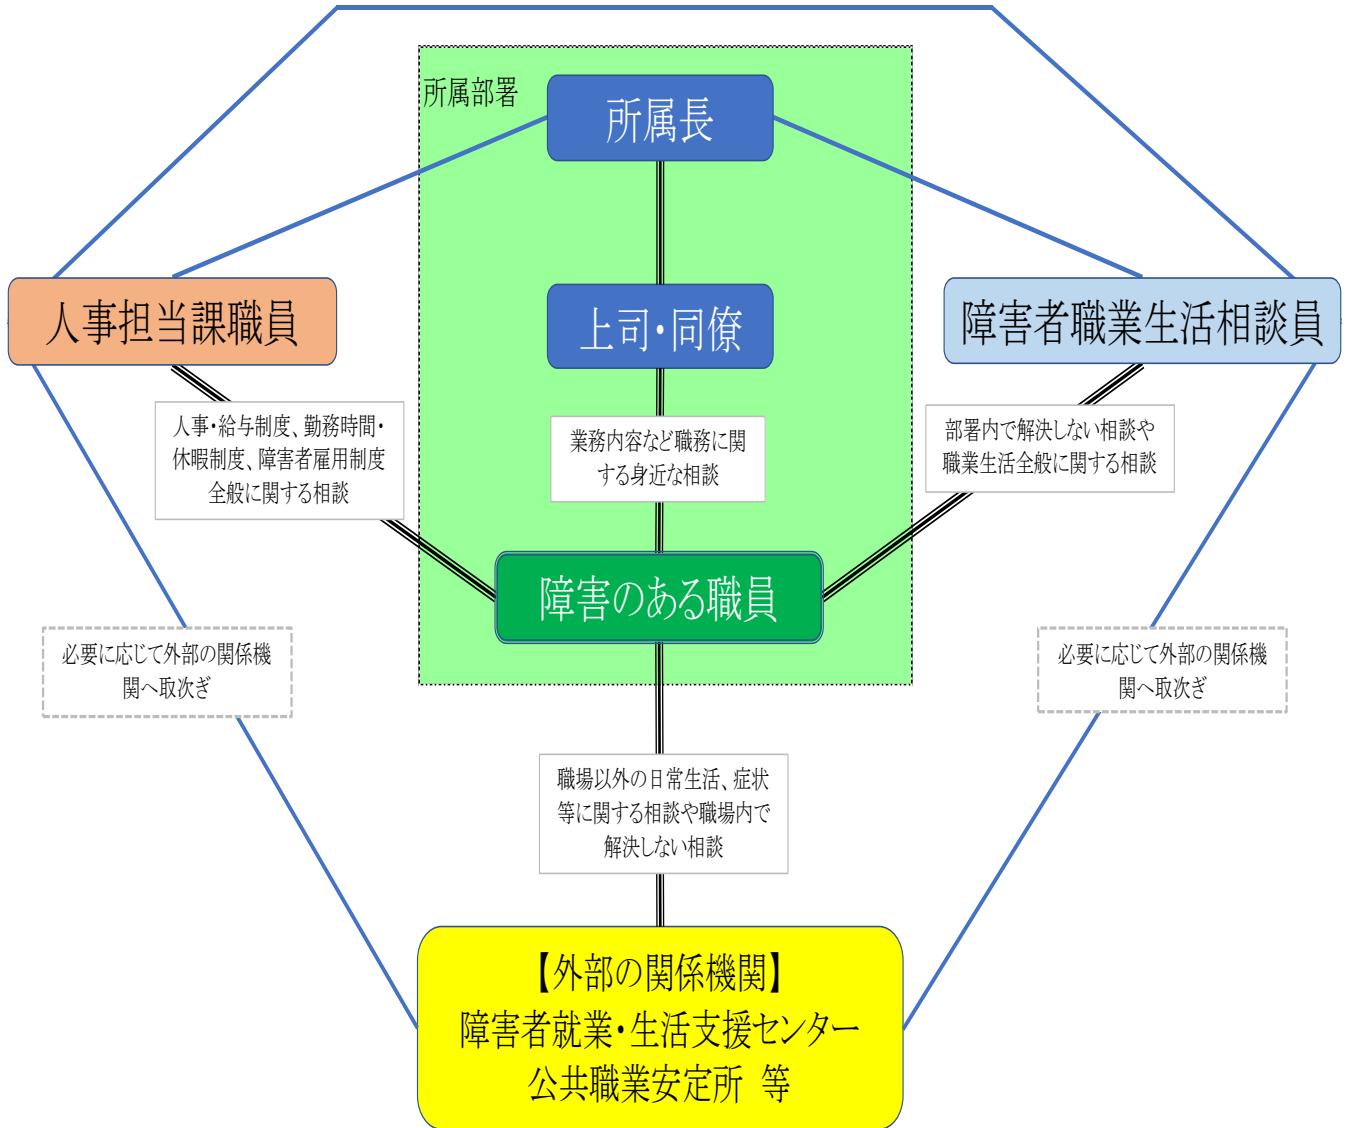 所属部署
所属長
人事担当課職員
上司・同僚
障害者職業生活相談員
人事・給与制度、勤務時間・
休暇制度、障害者雇用制度
全般に関する相談
業務内容など職務に関
する身近な相談
部署内で解決しない相談や
職業生活全般に関する相談
障害のある職員
必要に応じて外部の関係機
関へ取次ぎ
必要に応じて外部の関係機
関へ取次ぎ
職場以外の日常生活、症状
等に関する相談や職場内で
解決しない相談
【外部の関係機関】
障害者就業・生活支援センター
公共職業安定所 等